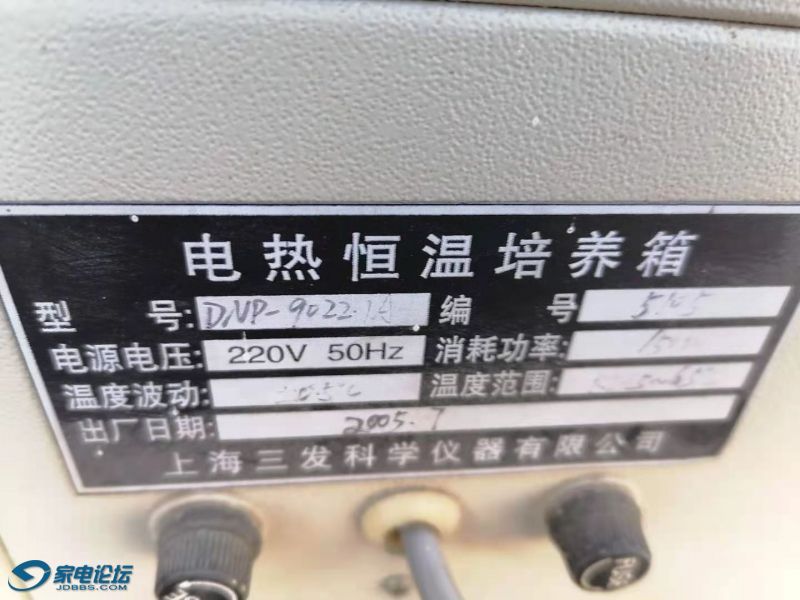 电热恒温培养箱
型 号: 编 号
电源电压: 220V 50Hz 消耗功率:
温度波动: 温度范围:
出厂日期: 2005.7
上海三发科学仪器有限公司
家电论坛
JDBBS.COM